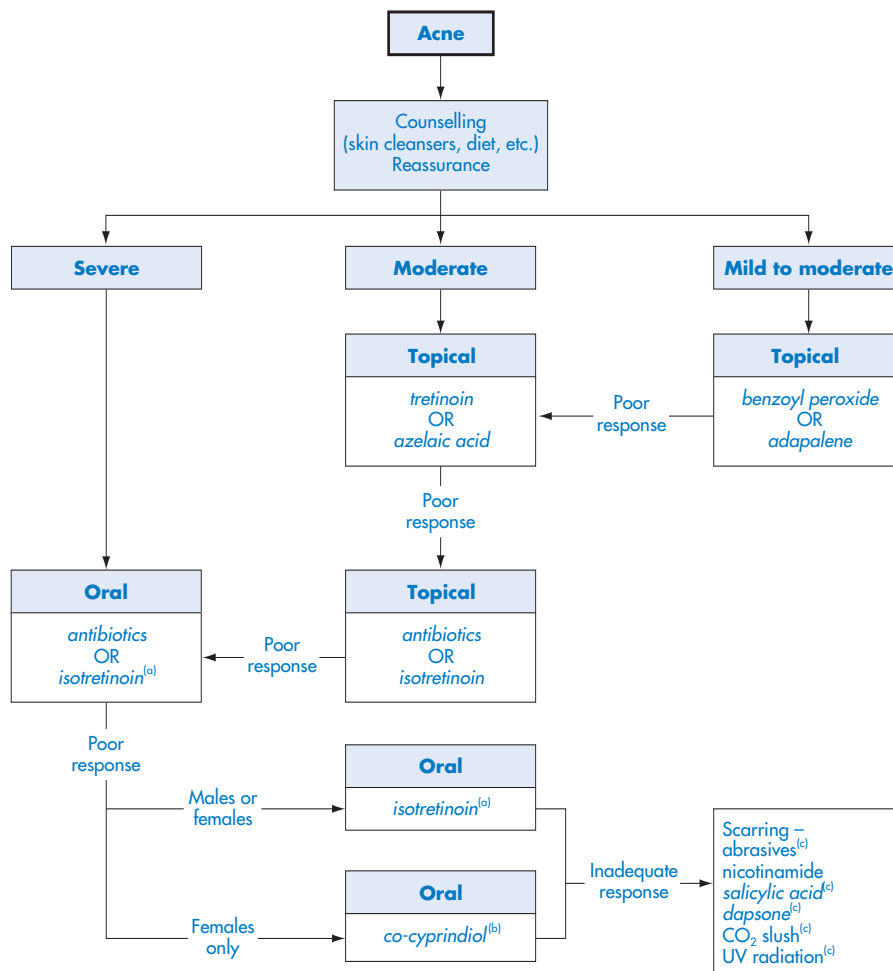 Acne
Counselling
(skin cleansers, diet, etc.)
Reassurance
Severe
Moderate
Mild to moderate
Topical
tretinoin
OR
azelaic acid
Poor
response
Topical
benzoyl peroxide
OR
adapalene
Poor
response
Oral
antibiotics
OR
isotretinoin(a)
Poor
response
Topical
antibiotics
OR
isotretinoin
Poor
response
Males or
females
Oral
isotretinoin(a)
Females
only
Oral
co-cyprindiol(b)
Inadequate
response
Scarring –
abrasives(c)
nicotinamide
salicylic acid(c)
dapsone(c)
CO2 slush(c)
UV radiation(c)